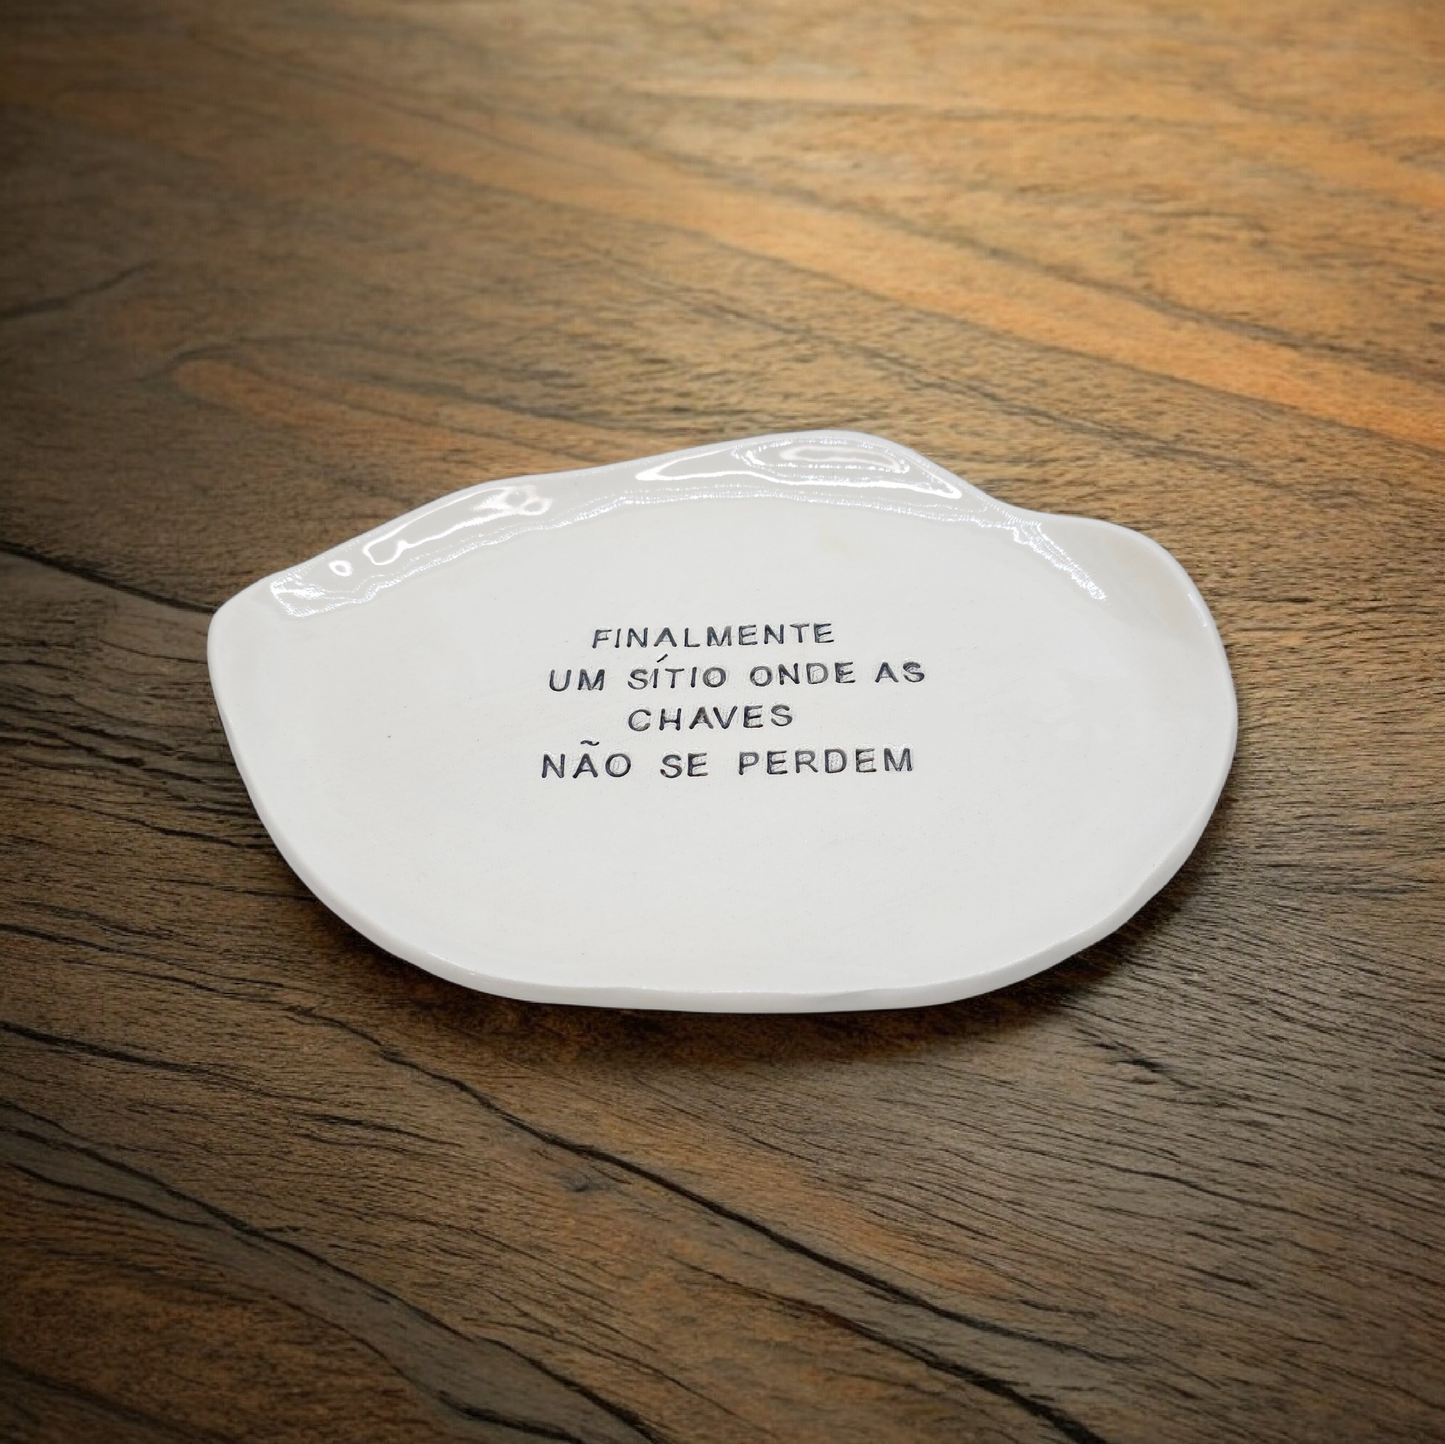 FINALMENTE
UM SÍTIO ONDE AS
CHAVES
NÃO SE PERDEM